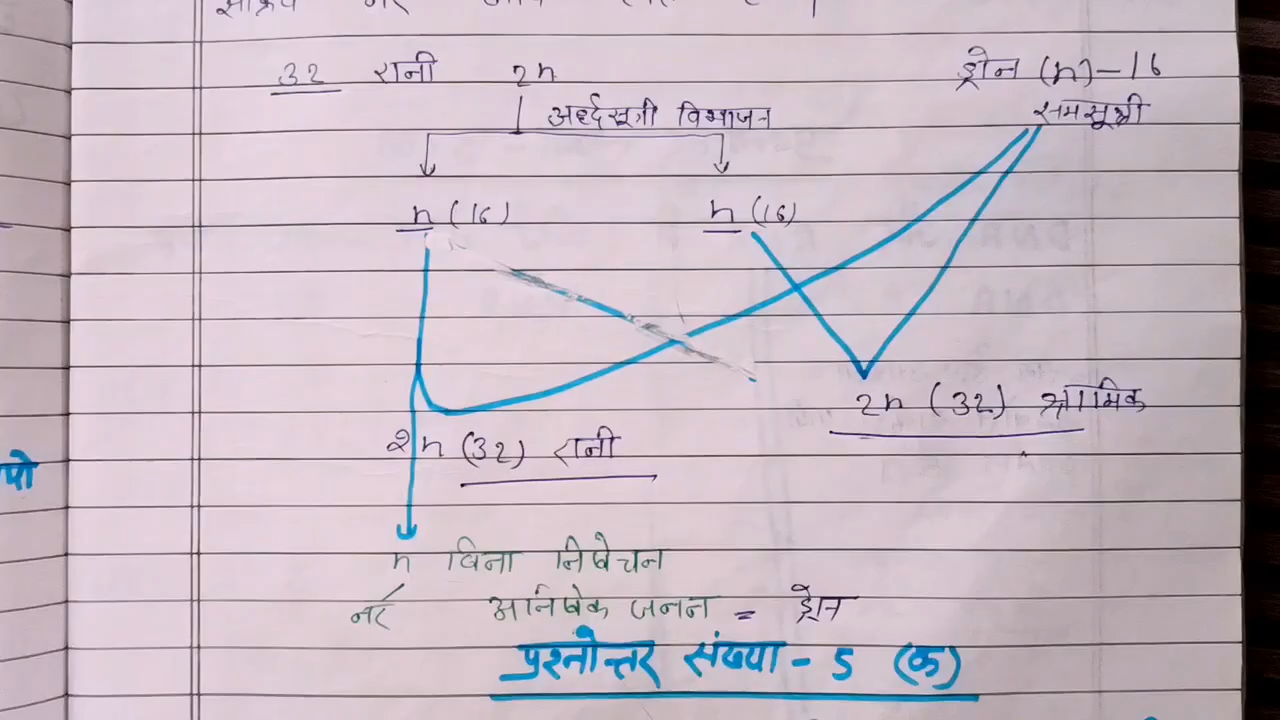 32 रानी 2n ड्रोन (n)-16
अर्द्धसूत्री विभाजन समसूत्री
n (16) n (16)
2n (32) श्रामिक
2n (32) रानी
n बिना निषेचन
नर अनिषेक जनन = ड्रोन
प्रश्नोत्तर संख्या - 5 (क)